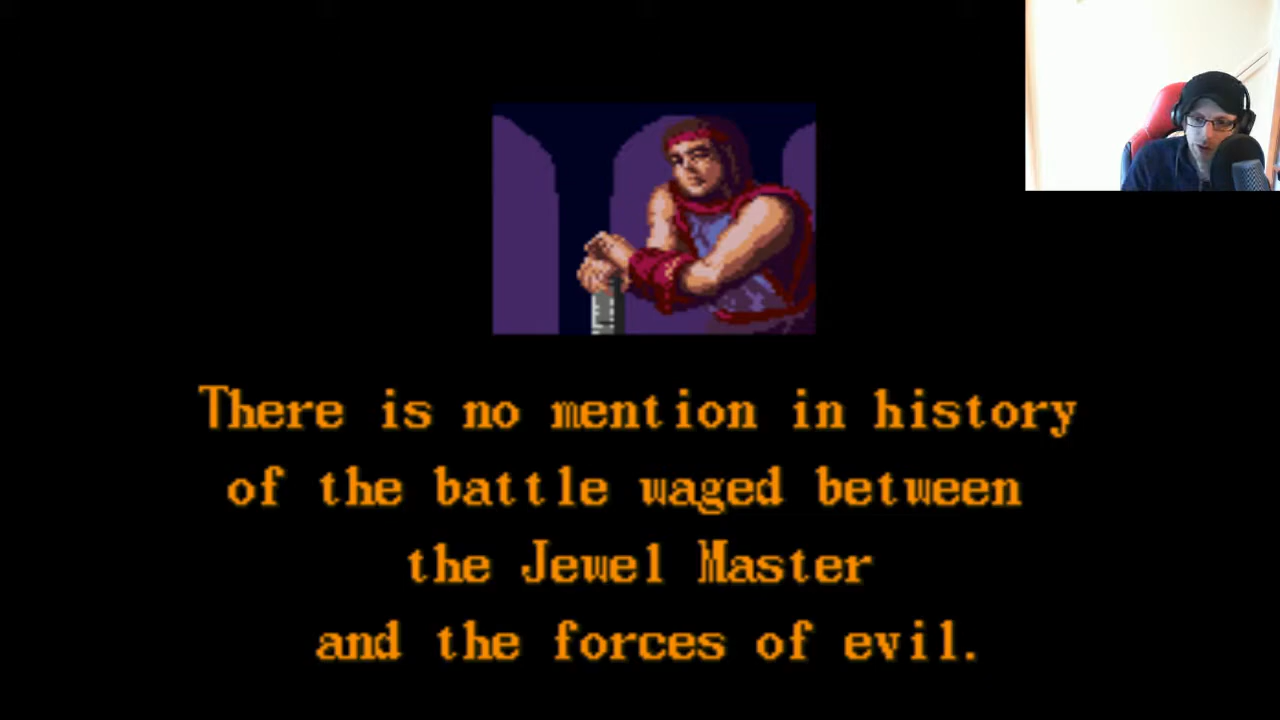 There is no mention in history
of the battle waged between
the Jewel Master
and the forces of evil.